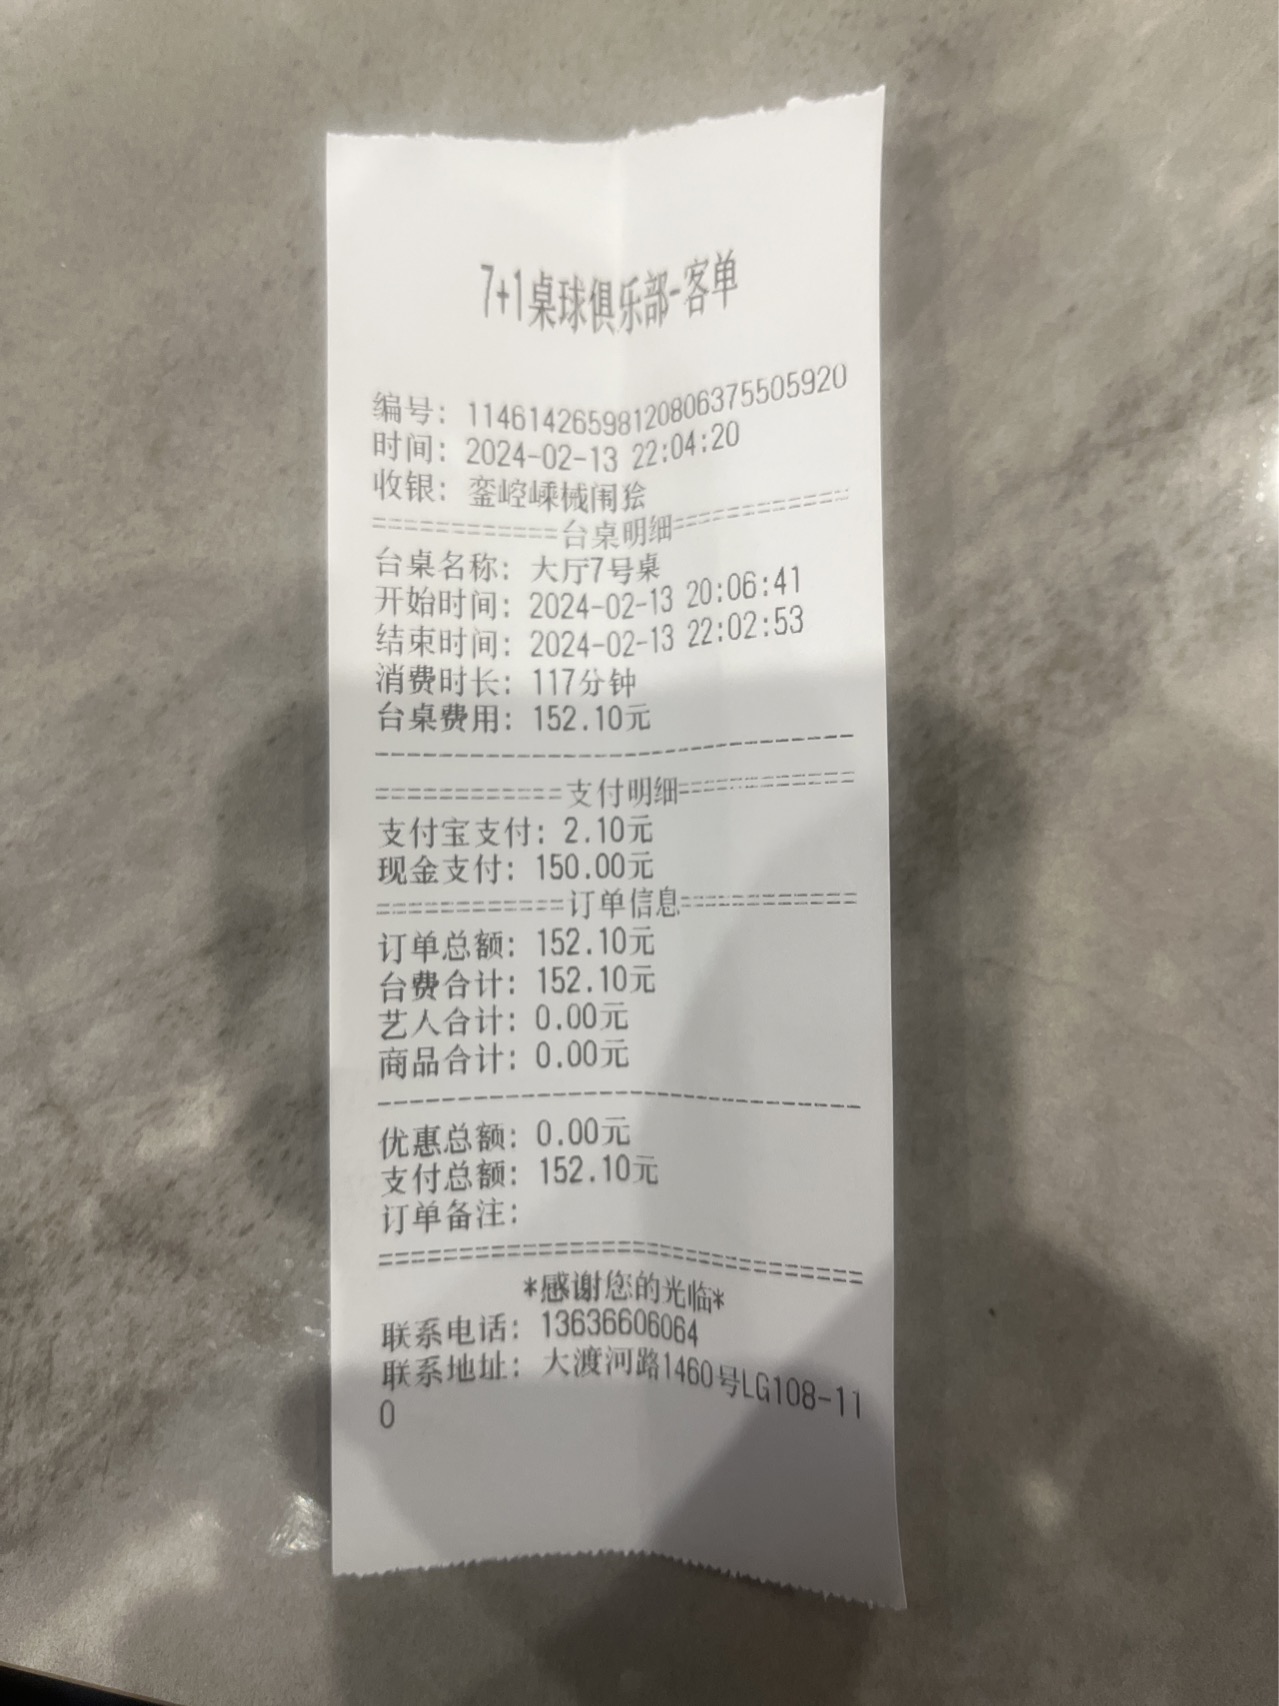 7+1桌球俱乐部-客单
编号: 1146142659812080637550​5920
时间: 2024-02-13 22:04:20
收银: 銮崆嵊械闱狯
============台桌明细===========
台桌名称: 大厅7号桌
开始时间: 2024-02-13 20:06:41
结束时间: 2024-02-13 22:02:53
消费时长: 117分钟
台桌费用: 152.10元
------------------------------
============支付明细===========
支付宝支付: 2.10元
现金支付: 150.00元
============订单信息===========
订单总额: 152.10元
台费合计: 152.10元
艺人合计: 0.00元
商品合计: 0.00元
------------------------------
优惠总额: 0.00元
支付总额: 152.10元
订单备注:
==============================
*感谢您的光临*
联系电话: 13636606064
联系地址: 大渡河路1460号LG108-11
0